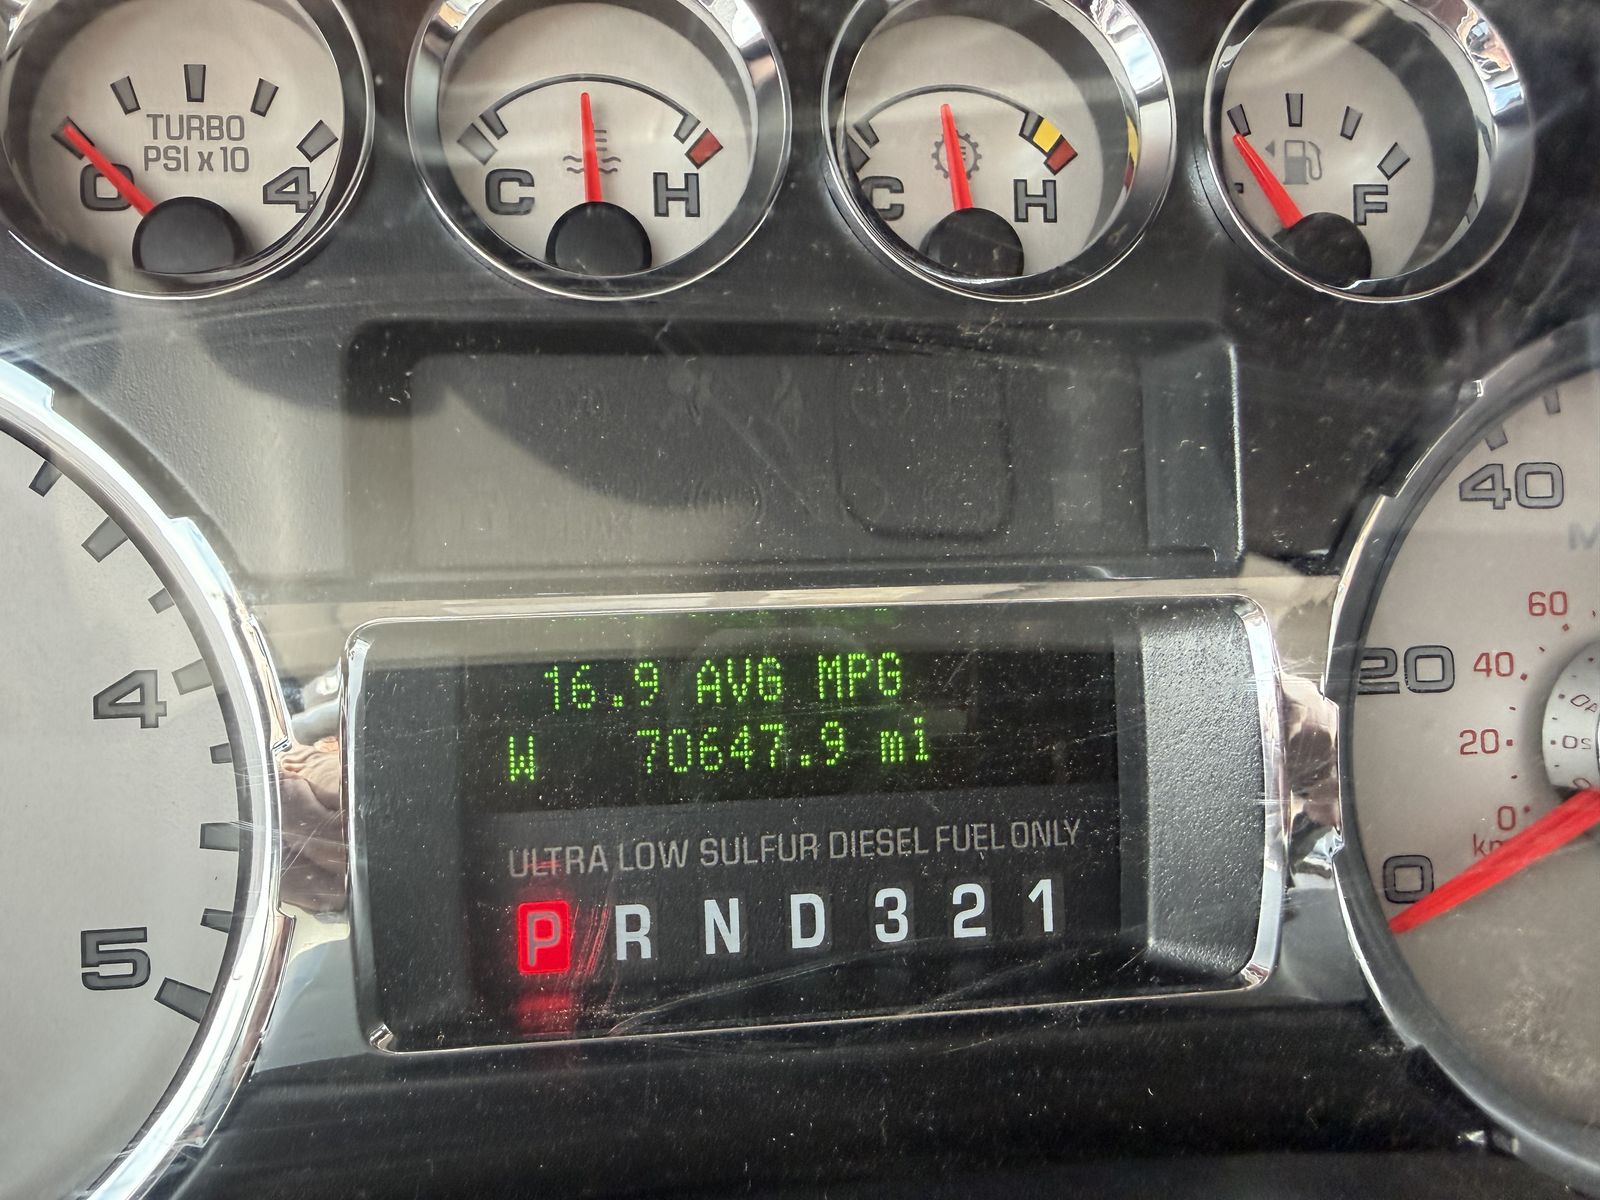 TURBO
PSI x 10
0 4
C H
C H
F
40
60
4
20 40
20
0
0
5
16.9 AVG MPG
W 70647.9 mi
ULTRA LOW SULFUR DIESEL FUEL ONLY
P R N D 3 2 1